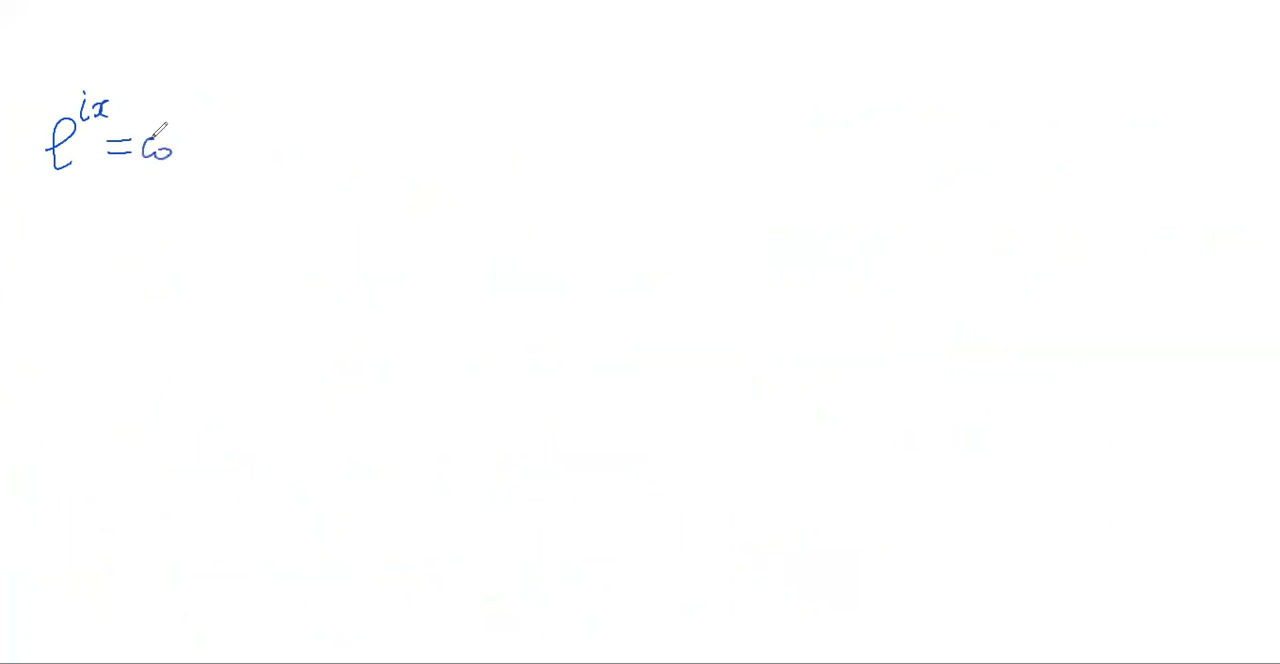 e^{ix} = co